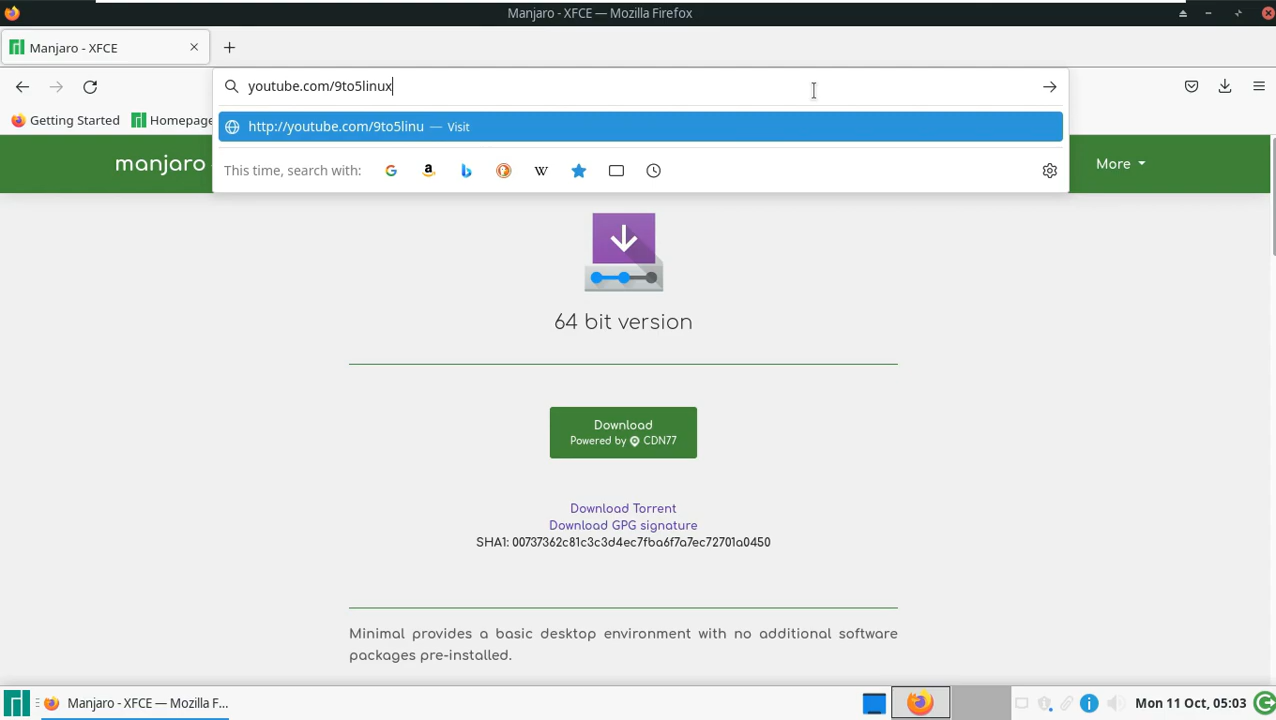 Manjaro - XFCE — Mozilla Firefox
Manjaro - XFCE
youtube.com/9to5linux
Getting Started
Homepage
http://youtube.com/9to5linu — Visit
manjaro
This time, search with:
More
64 bit version
Download
Powered by CDN77
Download Torrent
Download GPG signature
SHA1: 00737362c81c3c3d4ec7fba6f7a7ec72701a0450
Minimal provides a basic desktop environment with no additional software
packages pre-installed.
Manjaro - XFCE — Mozilla F...
Mon 11 Oct, 05:03